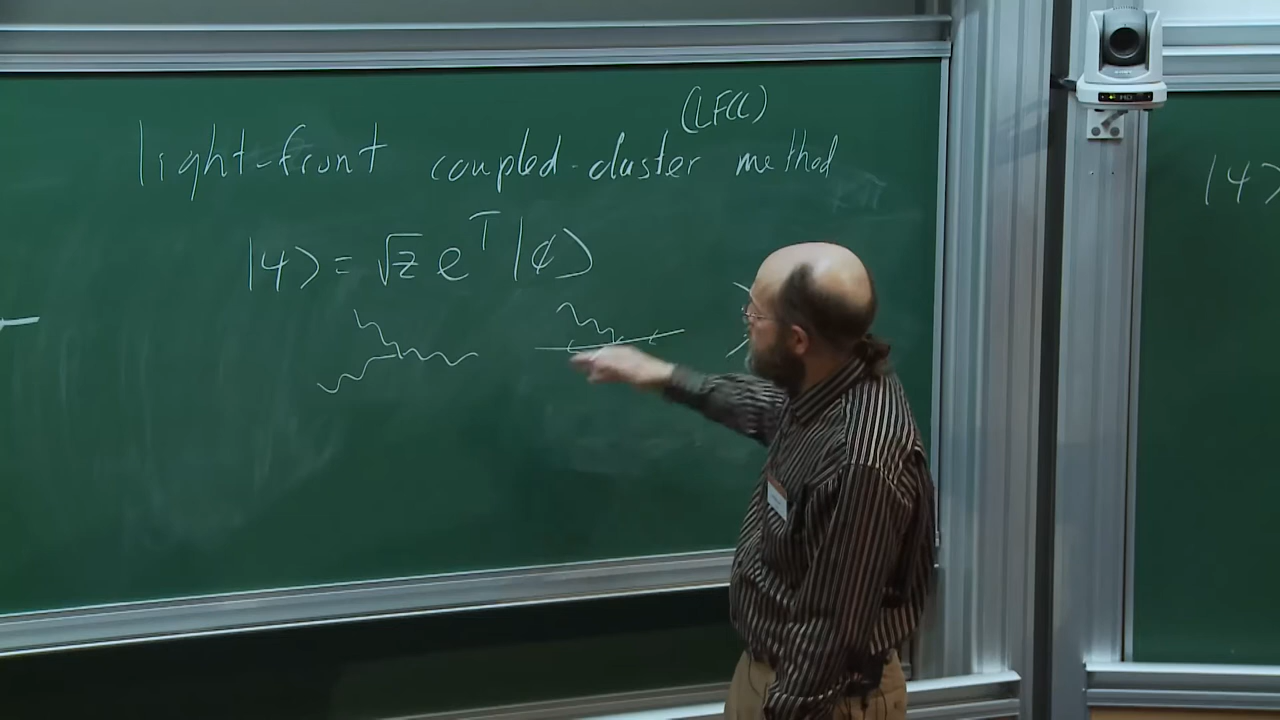 (LFCC)
light-front coupled-cluster method
|ψ⟩ = √Z e^T |φ⟩
|ψ⟩